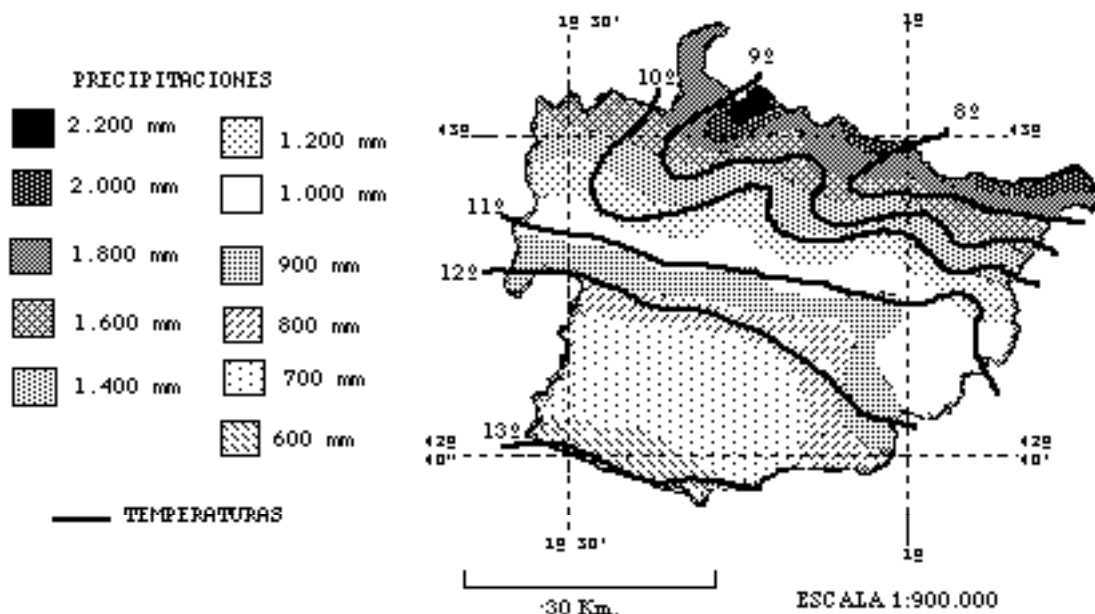 PRECIPITACIONES
2.200 mm
2.000 mm
1.800 mm
1.600 mm
1.400 mm
1.200 mm
1.000 mm
900 mm
800 mm
700 mm
600 mm
TEMPERATURAS
1º 30'
1º
10º
9º
8º
43º
43º
11º
12º
13º
42º
40"
42º
40'
1º 30'
1º
30 Km.
ESCALA 1:900.000